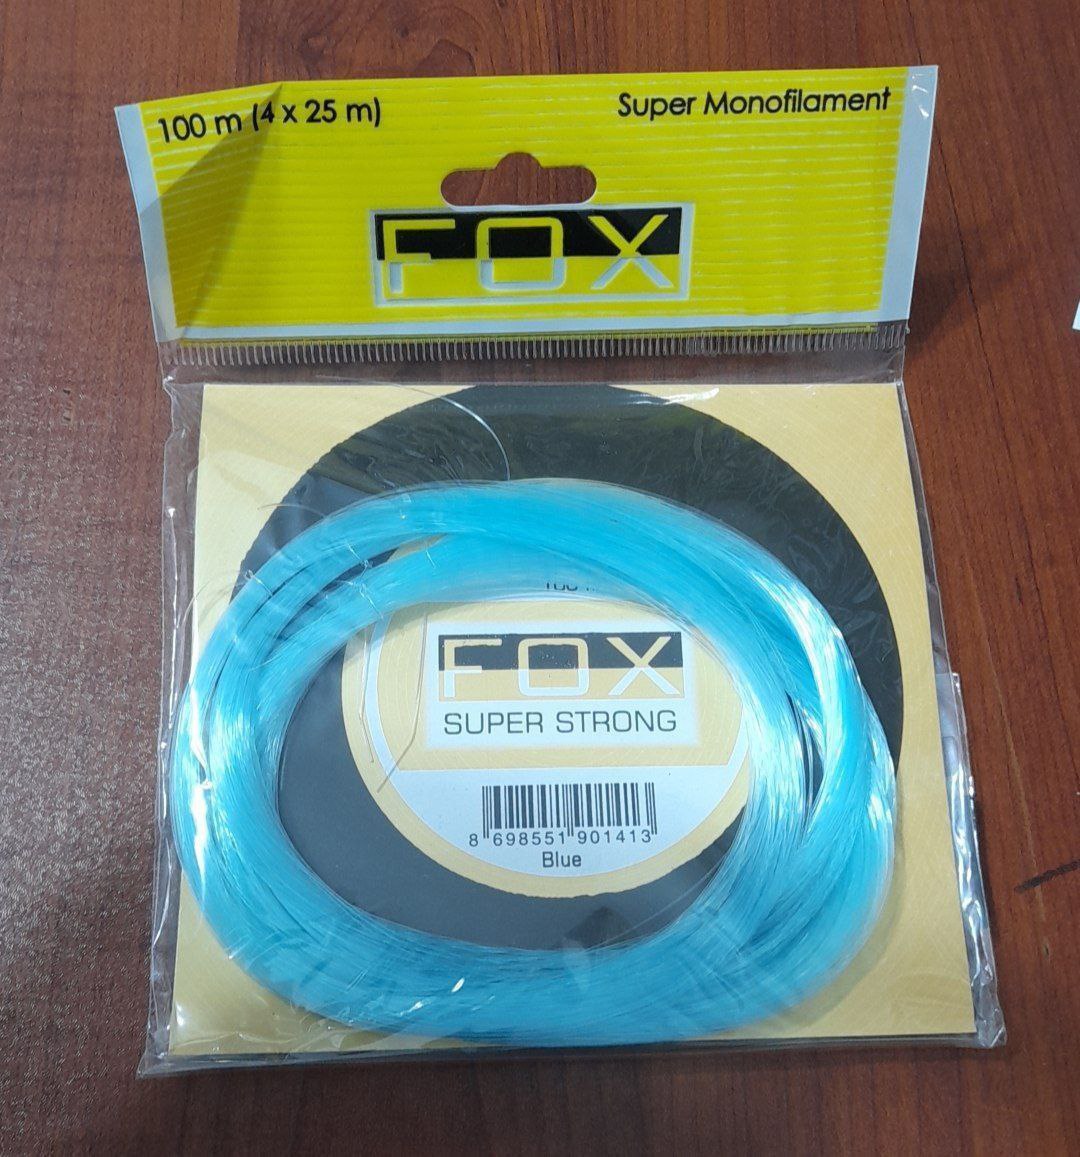 100 m (4 x 25 m)
Super Monofilament
FOX
FOX
SUPER STRONG
8 698551 901413
Blue